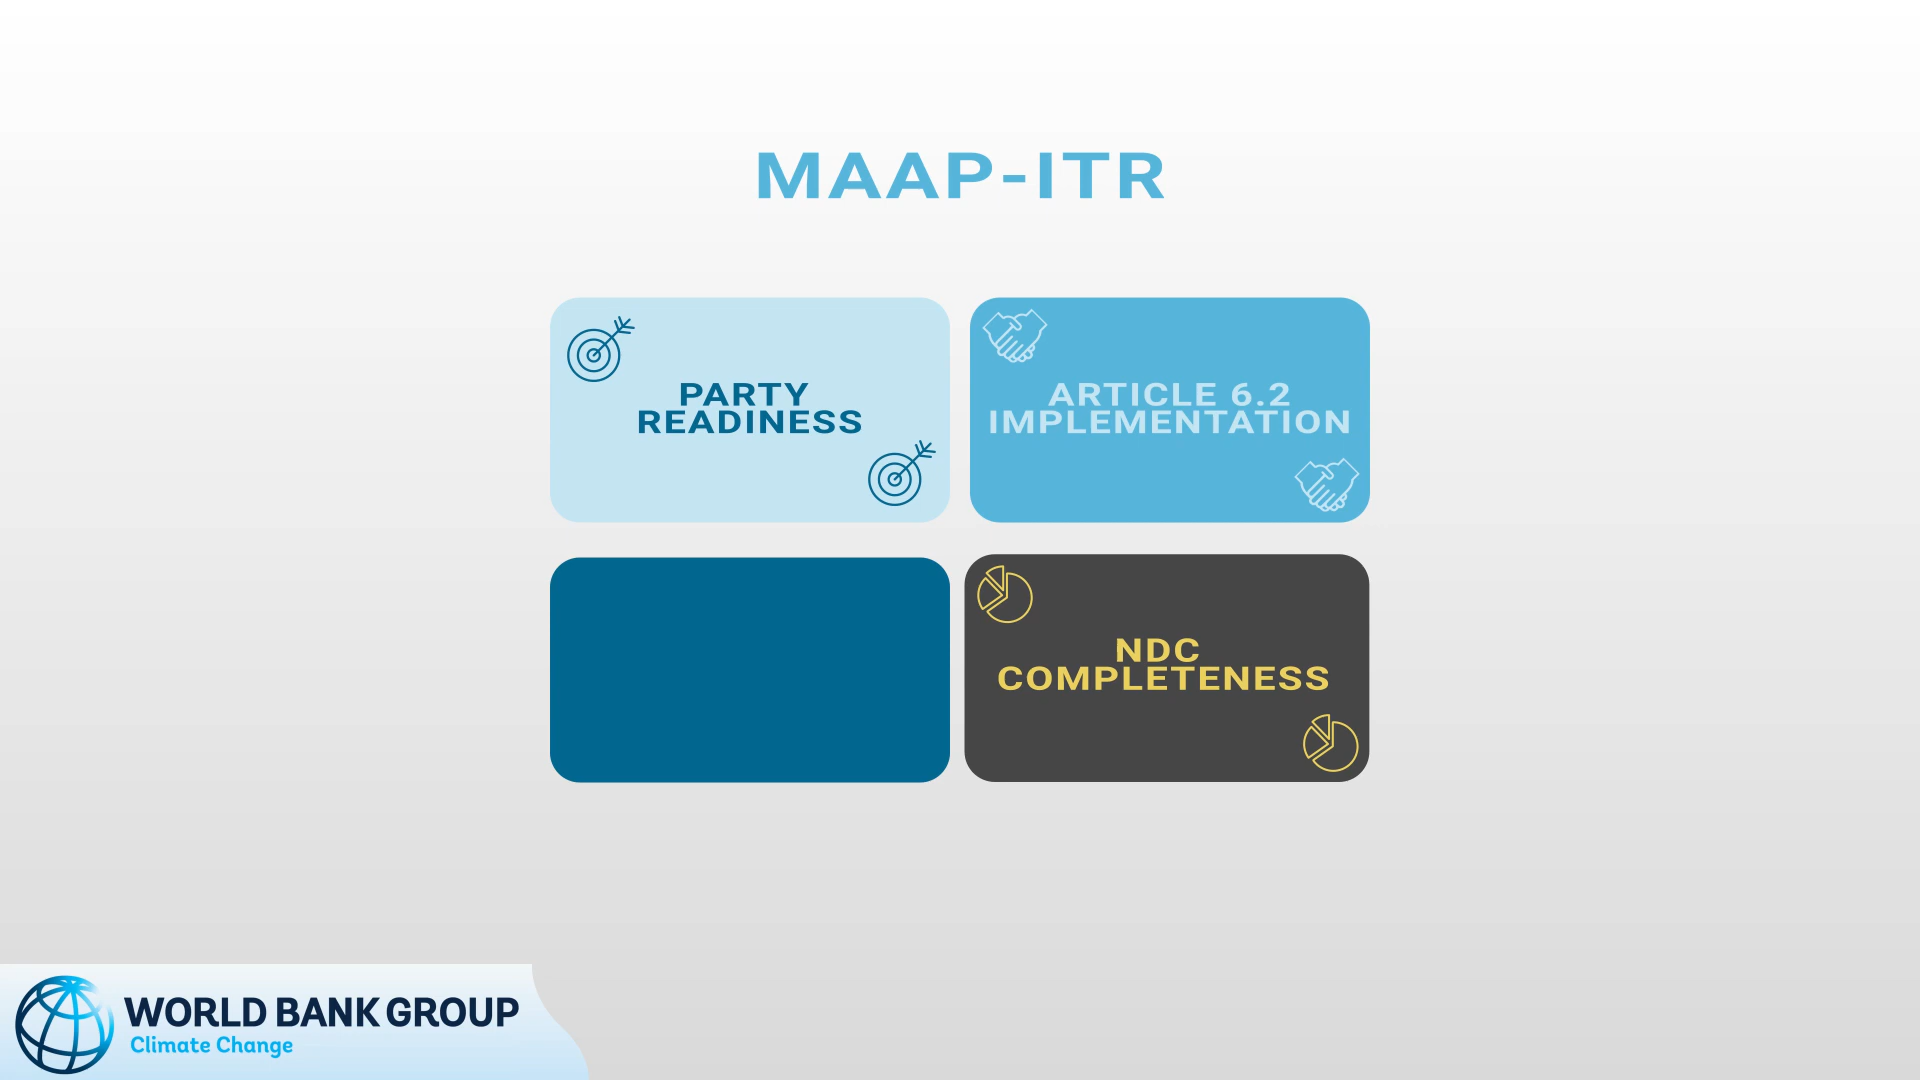 MAAP-ITR
PARTY
READINESS
ARTICLE 6.2
IMPLEMENTATION
NDC
COMPLETENESS
WORLD BANK GROUP
Climate Change